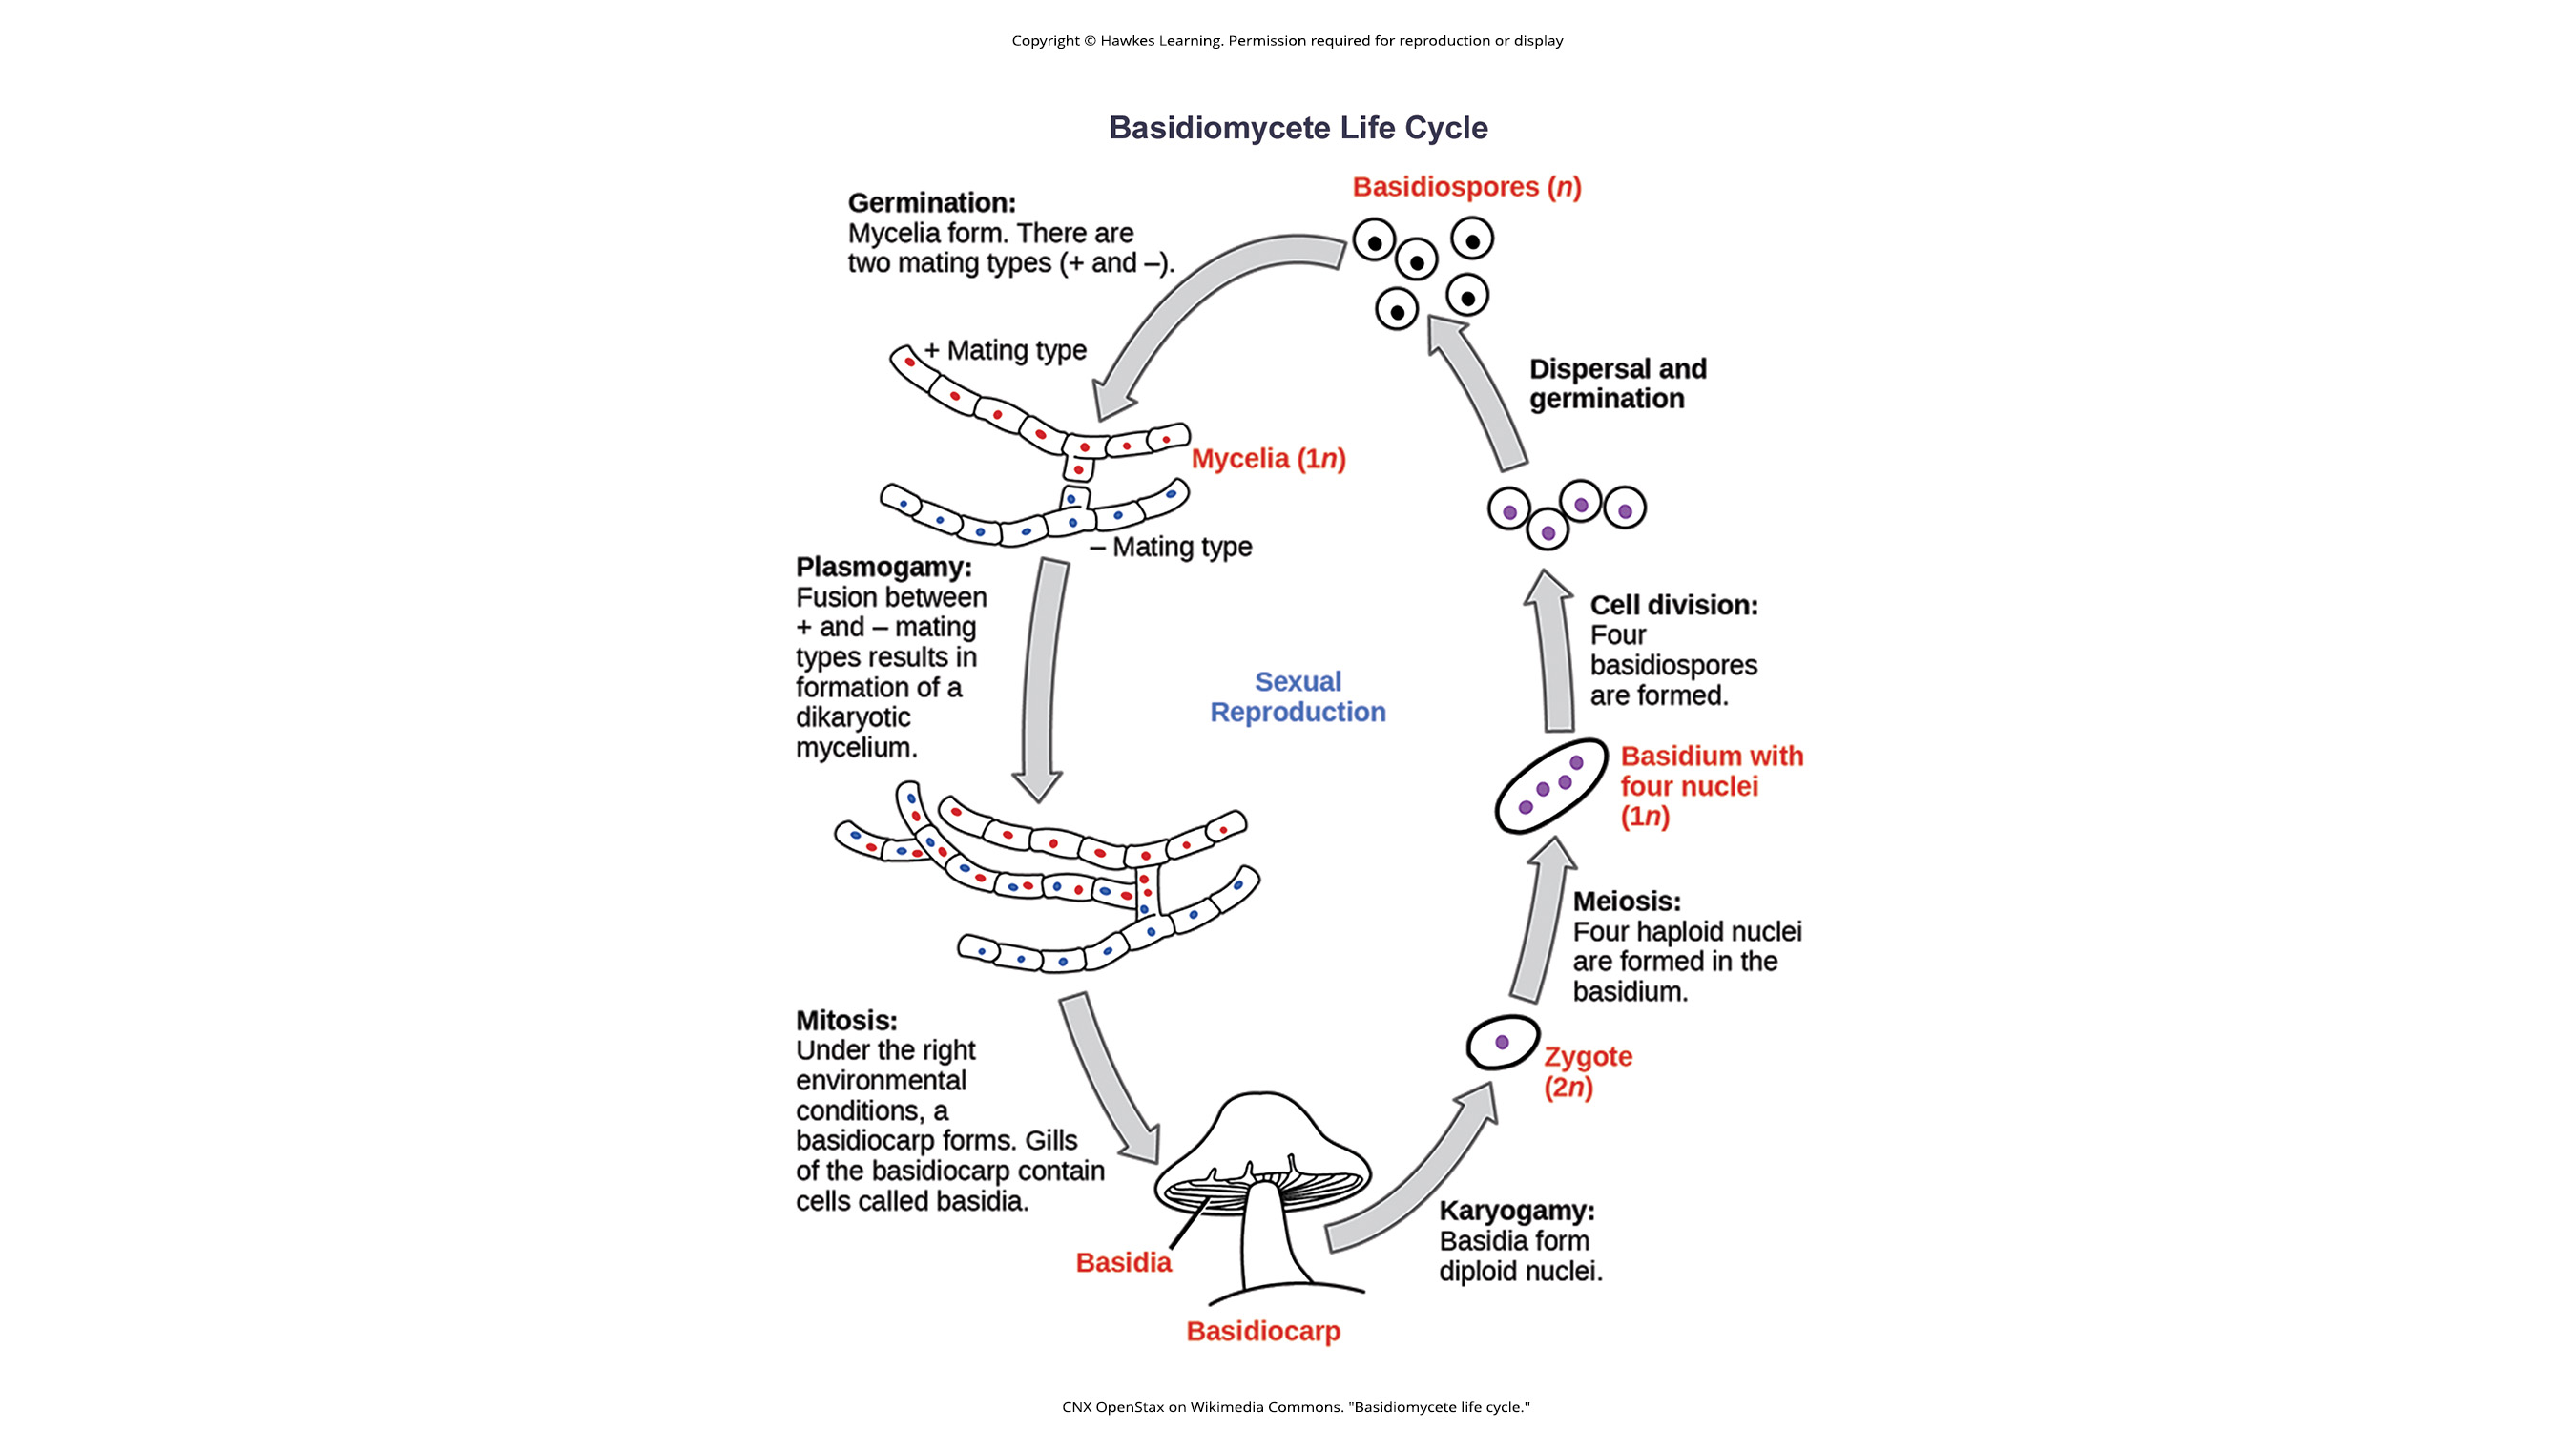 Copyright © Hawkes Learning. Permission required for reproduction or display
Basidiomycete Life Cycle
Basidiospores (n)
Germination:
Mycelia form. There are
two mating types (+ and –).
+ Mating type
Mycelia (1n)
– Mating type
Dispersal and
germination
Plasmogamy:
Fusion between
+ and – mating
types results in
formation of a
dikaryotic
mycelium.
Sexual
Reproduction
Cell division:
Four
basidiospores
are formed.
Basidium with
four nuclei
(1n)
Meiosis:
Four haploid nuclei
are formed in the
basidium.
Mitosis:
Under the right
environmental
conditions, a
basidiocarp forms. Gills
of the basidiocarp contain
cells called basidia.
Zygote
(2n)
Karyogamy:
Basidia form
diploid nuclei.
Basidia
Basidiocarp
CNX OpenStax on Wikimedia Commons. "Basidiomycete life cycle."